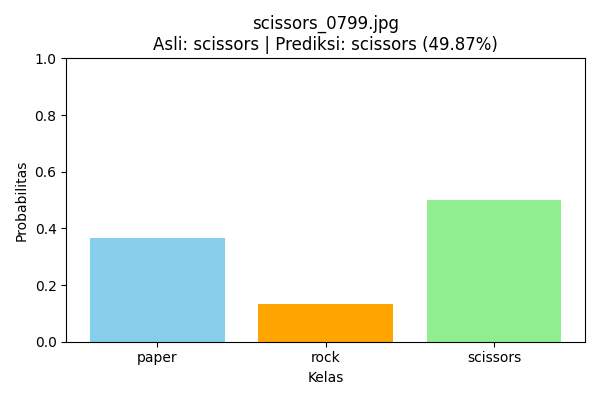 scissors_0799.jpg
Asli: scissors | Prediksi: scissors (49.87%)
1.0
0.8
0.6
0.4
0.2
0.0
Probabilitas
paper rock scissors
Kelas